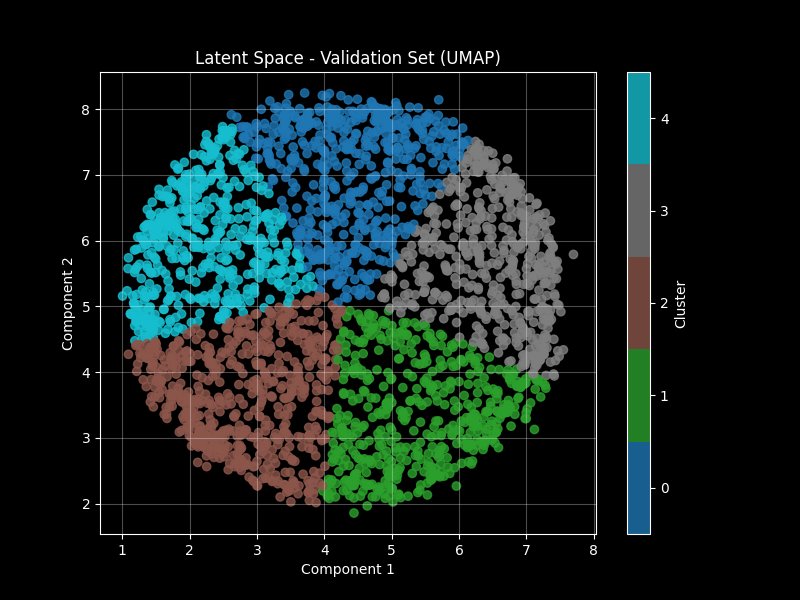 Latent Space - Validation Set (UMAP)
8
7
6
5
4
3
2
Component 2
1 2 3 4 5 6 7 8
Component 1
4
3
2
1
0
Cluster